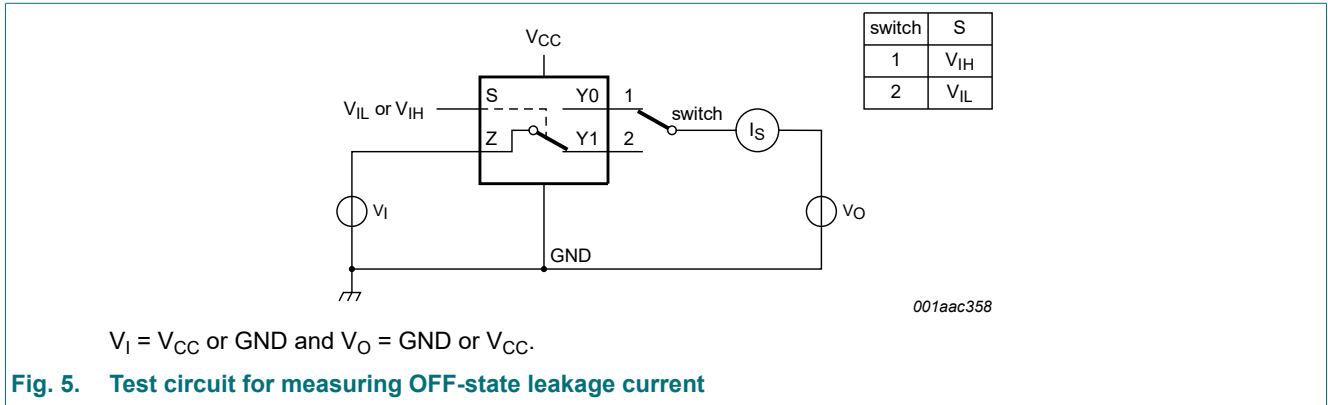 switch S
1 VIH
2 VIL
VCC
S Y0 1
VIL or VIH
switch
Z Y1 2
IS
VI
VO
GND
001aac358
VI = VCC or GND and VO = GND or VCC.
Fig. 5. Test circuit for measuring OFF-state leakage current